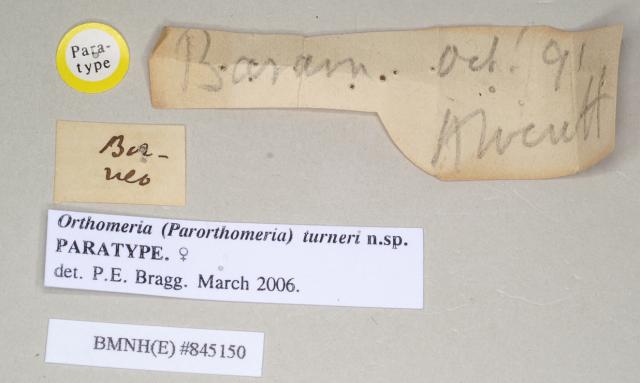 Para-
type
Baram. Oct. '91
A Everett
Bor-
neo
Orthomeria (Parorthomeria) turneri n.sp.
PARATYPE. ♀
det. P.E. Bragg. March 2006.
BMNH(E) #845150